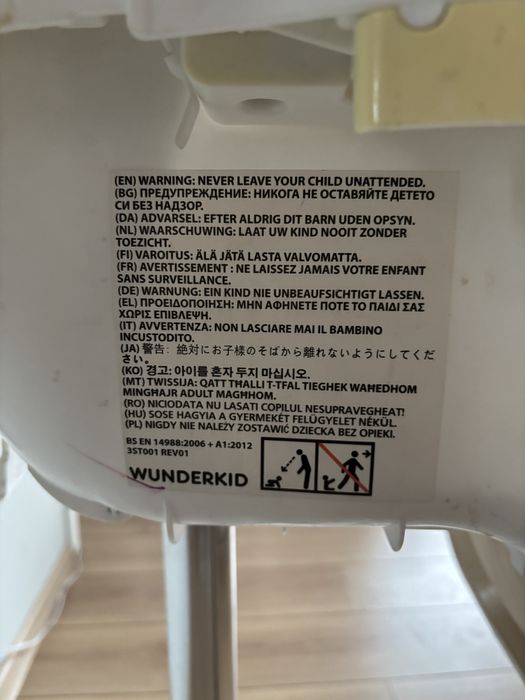 (EN) WARNING: NEVER LEAVE YOUR CHILD UNATTENDED.
(BG) ПРЕДУПРЕЖДЕНИЕ: НИКОГА НЕ ОСТАВЯЙТЕ ДЕТЕТО
СИ БЕЗ НАДЗОР.
(DA) ADVARSEL: EFTER ALDRIG DIT BARN UDEN OPSYN.
(NL) WAARSCHUWING: LAAT UW KIND NOOIT ZONDER
TOEZICHT.
(FI) VAROITUS: ÄLÄ JÄTÄ LASTA VALVOMATTA.
(FR) AVERTISSEMENT : NE LAISSEZ JAMAIS VOTRE ENFANT
SANS SURVEILLANCE.
(DE) WARNUNG: EIN KIND NIE UNBEAUFSICHTIGT LASSEN.
(EL) ΠΡΟΕΙΔΟΠΟΙΗΣΗ: ΜΗΝ ΑΦΗΝΕΤΕ ΠΟΤΕ ΤΟ ΠΑΙΔΙ ΣΑΣ
ΧΩΡΙΣ ΕΠΙΒΛΕΨΗ.
(IT) AVVERTENZA: NON LASCIARE MAI IL BAMBINO
INCUSTODITO.
(JA) 警告: 絶対にお子様のそばから離れないようにしてくだ
さい。
(KO) 경고: 아이를 혼자 두지 마십시오.
(MT) TWISSIJA: QATT TĦALLI T-TFAL TIEGĦEK WAĦEDHOM
MINGĦAJR ADULT MAGĦHOM.
(RO) NICIODATA NU LASATI COPILUL NESUPRAVEGHEAT!
(HU) SOSE HAGYJA A GYERMEKÉT FELÜGYELET NÉKÜL.
(PL) NIGDY NIE NALEŻY ZOSTAWIĆ DZIECKA BEZ OPIEKI.
BS EN 14988:2006 + A1:2012
3ST001 REV01
WUNDERKID